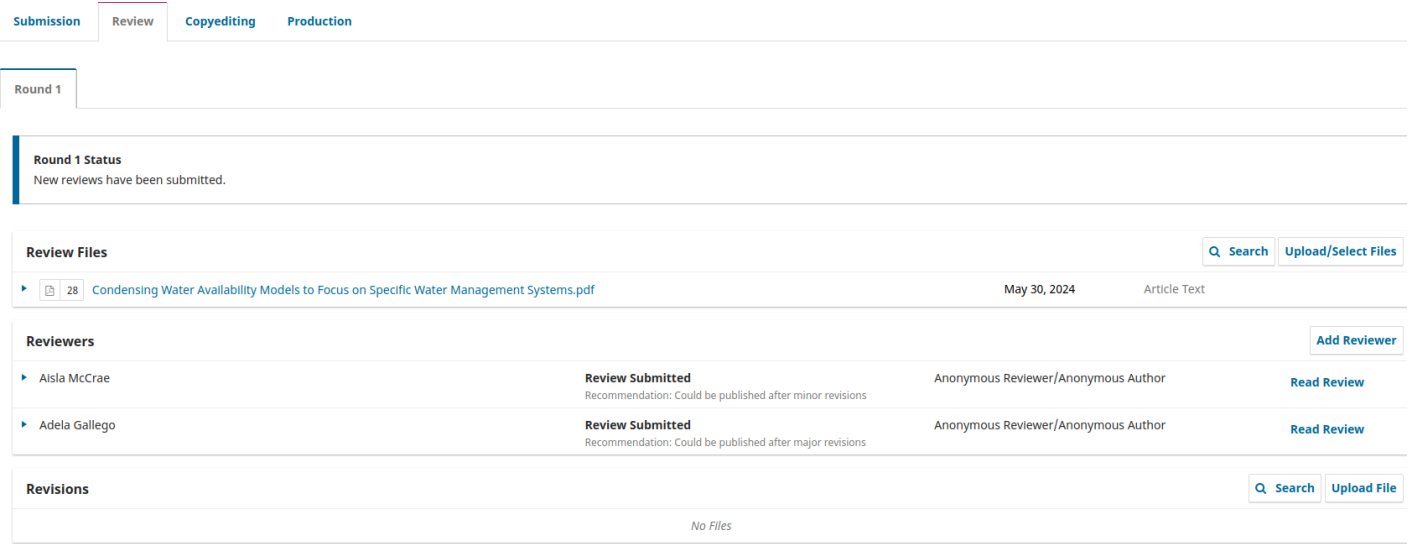 Submission Review Copyediting Production
Round 1
Round 1 Status
New reviews have been submitted.
Review Files Search Upload/Select Files
28 Condensing Water Availability Models to Focus on Specific Water Management Systems.pdf May 30, 2024 Article Text
Reviewers Add Reviewer
Aisla McCrae Review Submitted Anonymous Reviewer/Anonymous Author Read Review
Recommendation: Could be published after minor revisions
Adela Gallego Review Submitted Anonymous Reviewer/Anonymous Author Read Review
Recommendation: Could be published after major revisions
Revisions Search Upload File
No Files